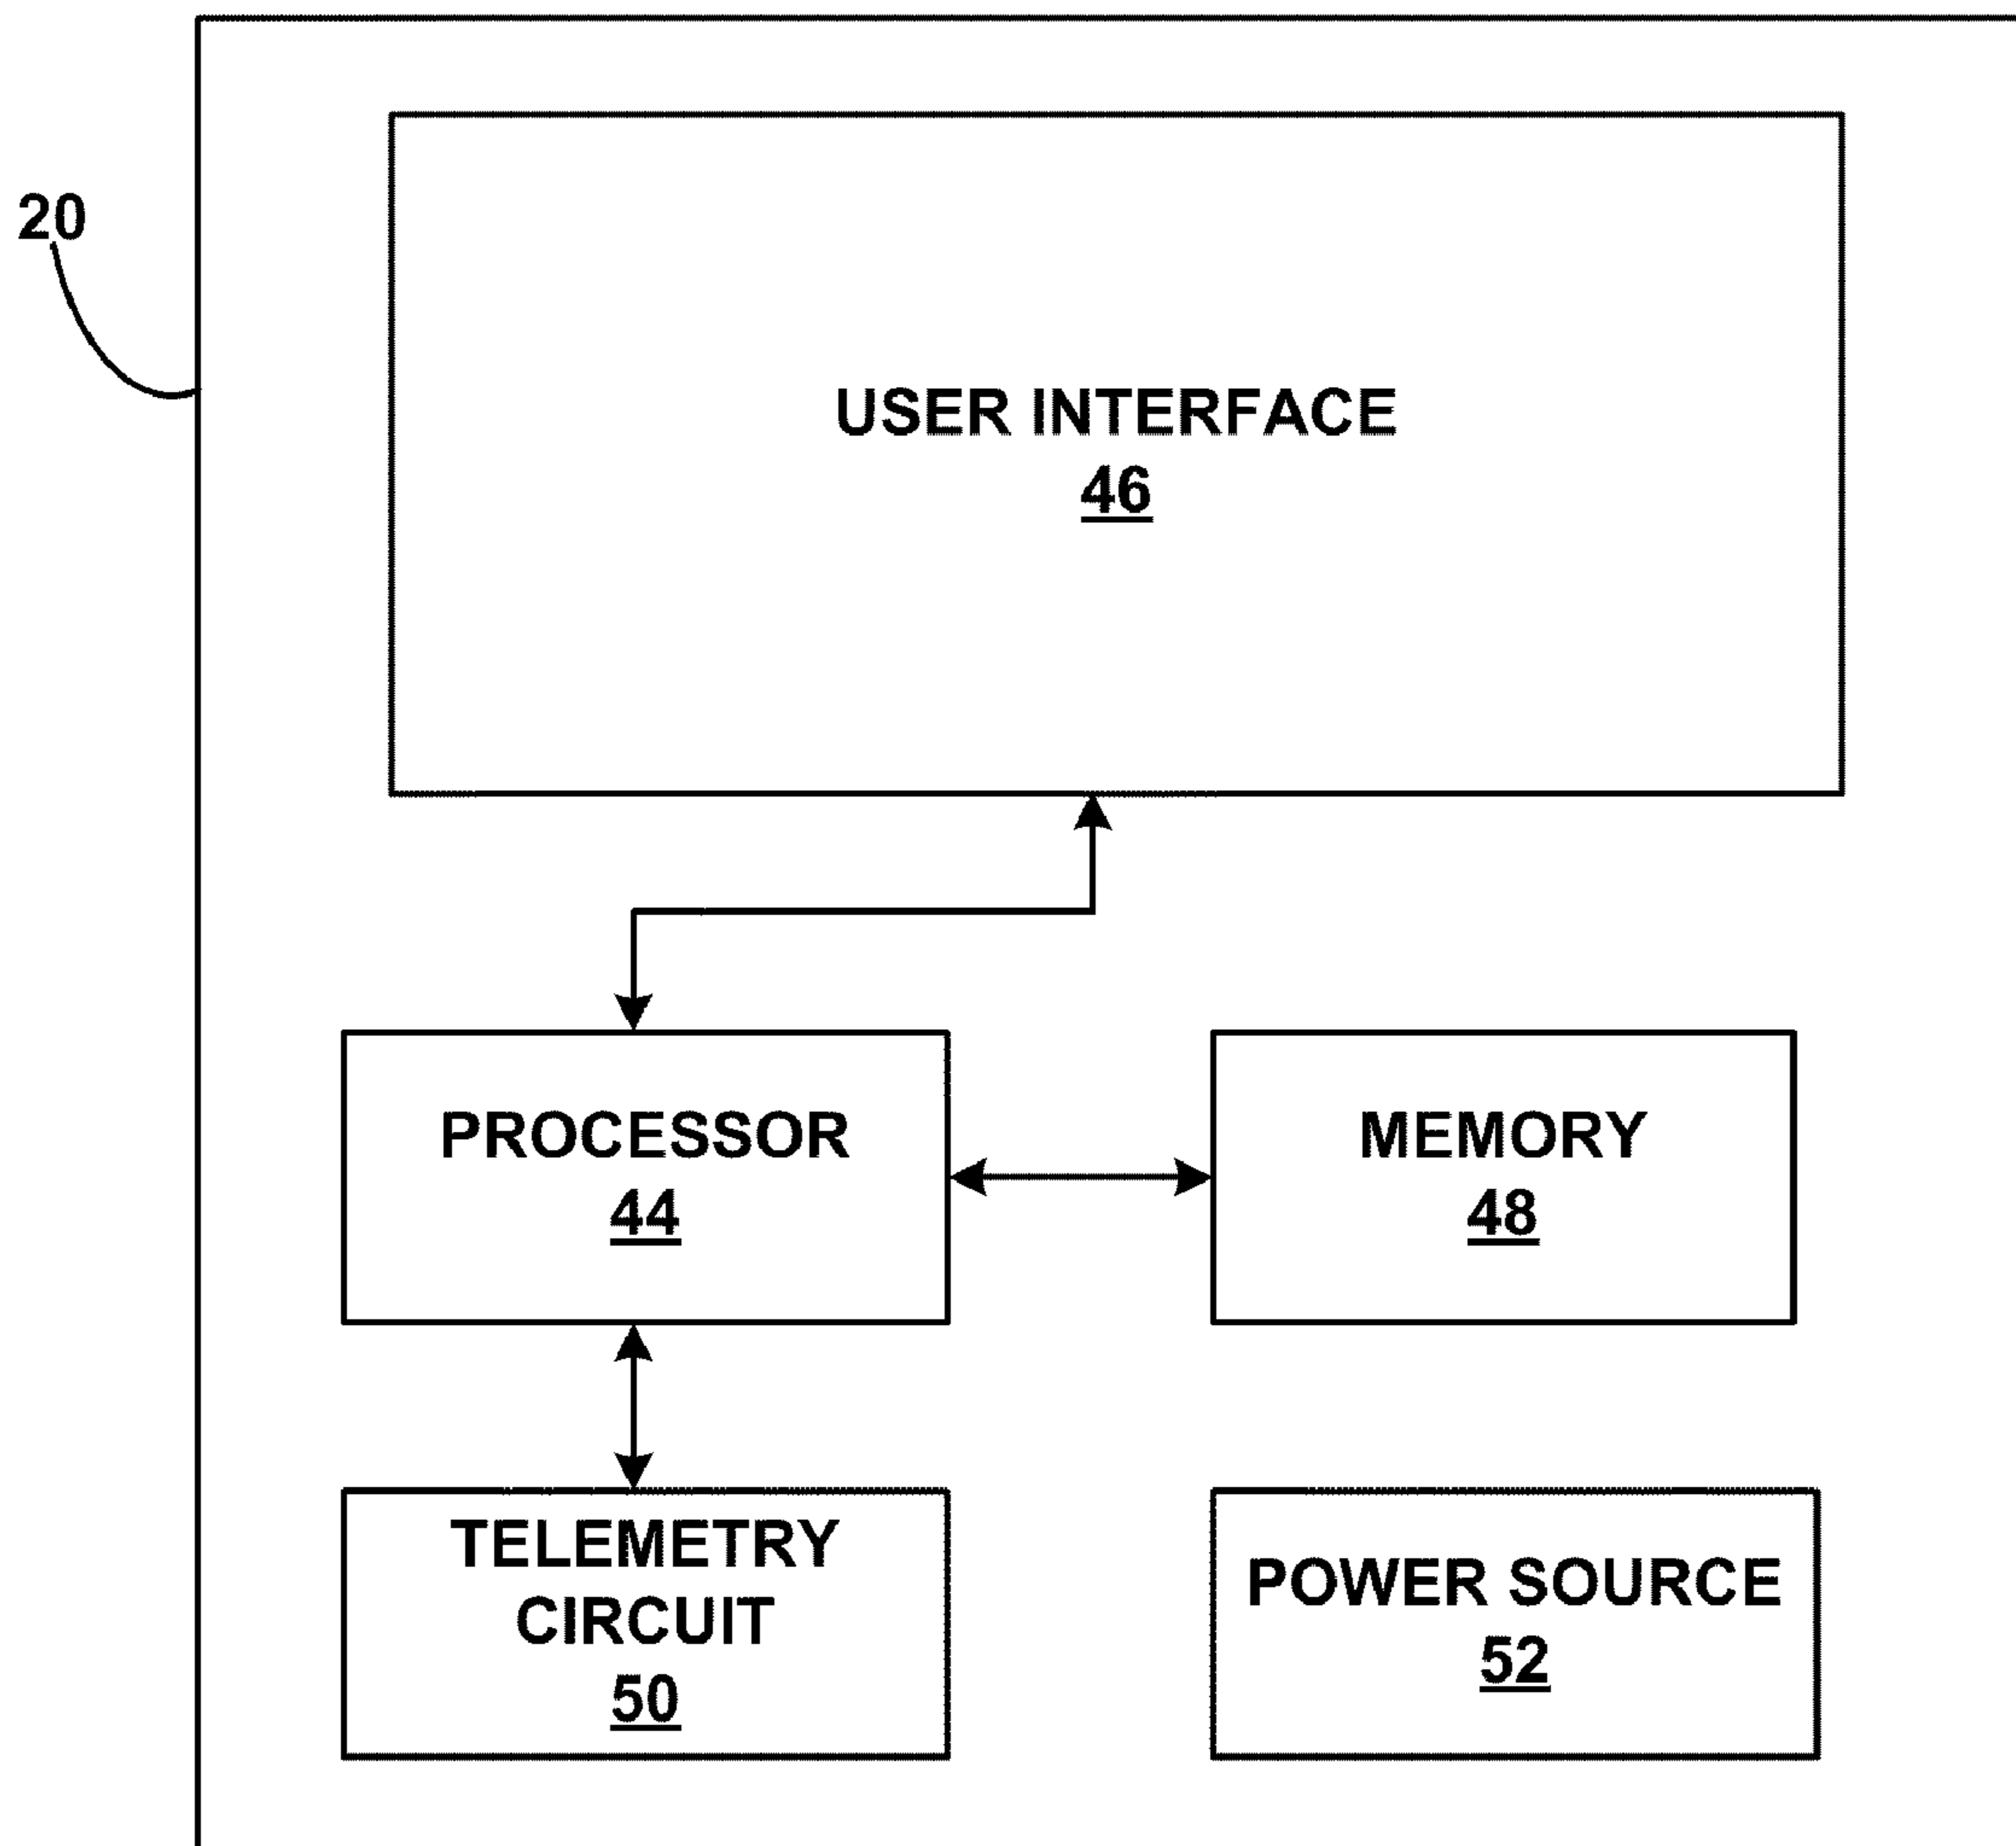 20
USER INTERFACE
46
PROCESSOR
44
MEMORY
48
TELEMETRY
CIRCUIT
50
POWER SOURCE
52